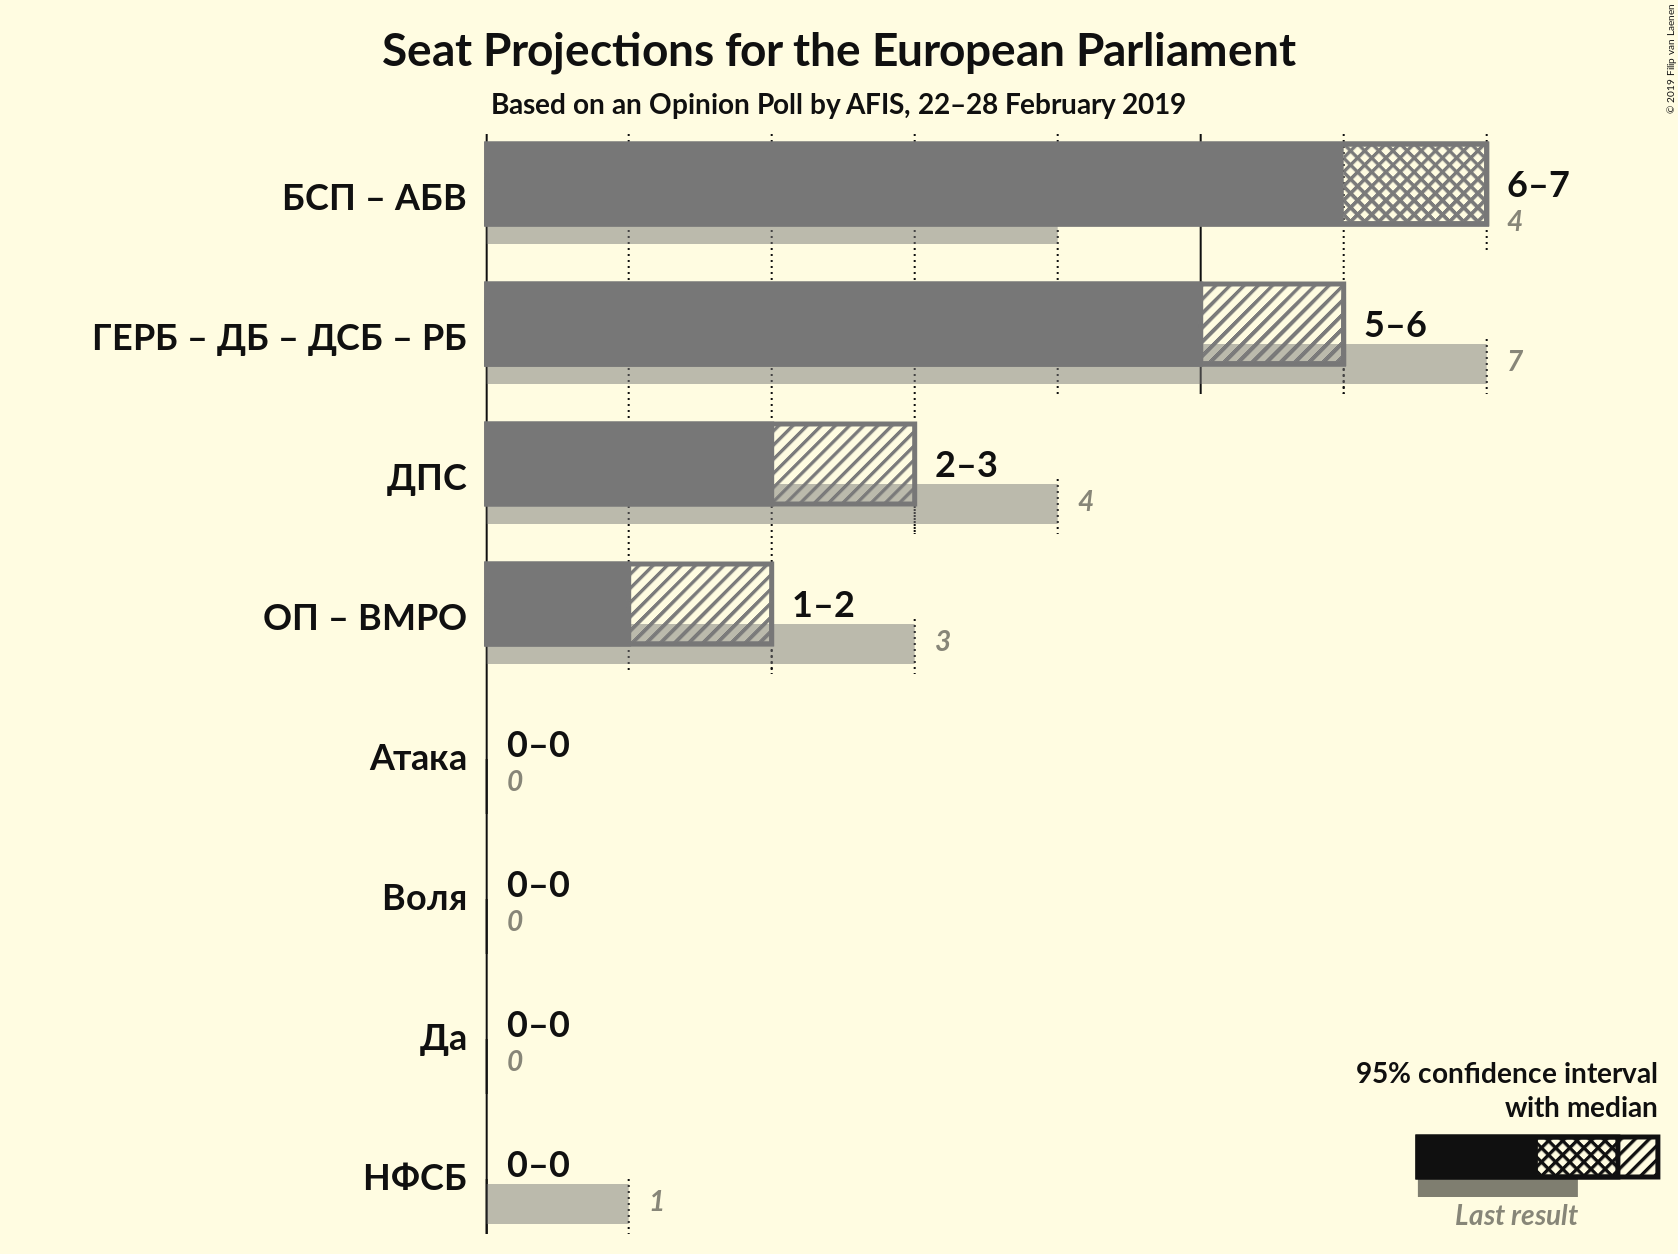 Seat Projections for the European Parliament
Based on an Opinion Poll by AFIS, 22–28 February 2019
© 2019 Filip van Laenen
БСП – АБВ
6–7
4
ГЕРБ – ДБ – ДСБ – РБ
5–6
7
ДПС
2–3
4
ОП – ВМРО
1–2
3
Атака
0–0
0
Воля
0–0
0
Да
0–0
0
НФСБ
0–0
1
95% confidence interval
with median
Last result